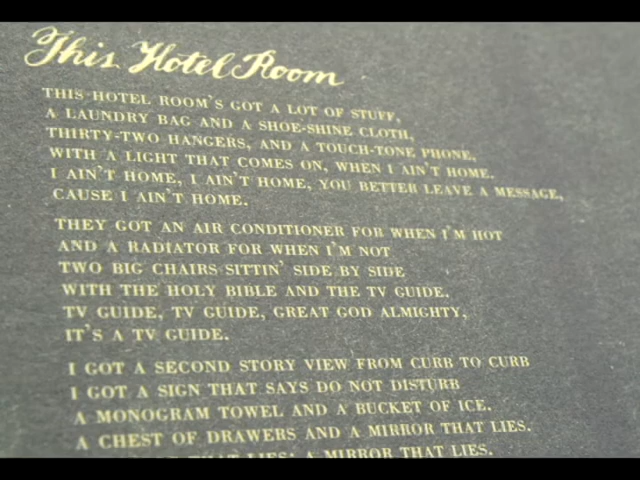 This Hotel Room
THIS HOTEL ROOM'S GOT A LOT OF STUFF,
A LAUNDRY BAG AND A SHOE-SHINE CLOTH,
THIRTY-TWO HANGERS, AND A TOUCH-TONE PHONE,
WITH A LIGHT THAT COMES ON, WHEN I AIN'T HOME.
I AIN'T HOME, I AIN'T HOME, YOU BETTER LEAVE A MESSAGE,
CAUSE I AIN'T HOME.
THEY GOT AN AIR CONDITIONER FOR WHEN I'M HOT
AND A RADIATOR FOR WHEN I'M NOT
TWO BIG CHAIRS SITTIN' SIDE BY SIDE
WITH THE HOLY BIBLE AND THE TV GUIDE.
TV GUIDE, TV GUIDE, GREAT GOD ALMIGHTY,
IT'S A TV GUIDE.
I GOT A SECOND STORY VIEW FROM CURB TO CURB
I GOT A SIGN THAT SAYS DO NOT DISTURB
A MONOGRAM TOWEL AND A BUCKET OF ICE.
A CHEST OF DRAWERS AND A MIRROR THAT LIES.
THAT LIES; A MIRROR THAT LIES.